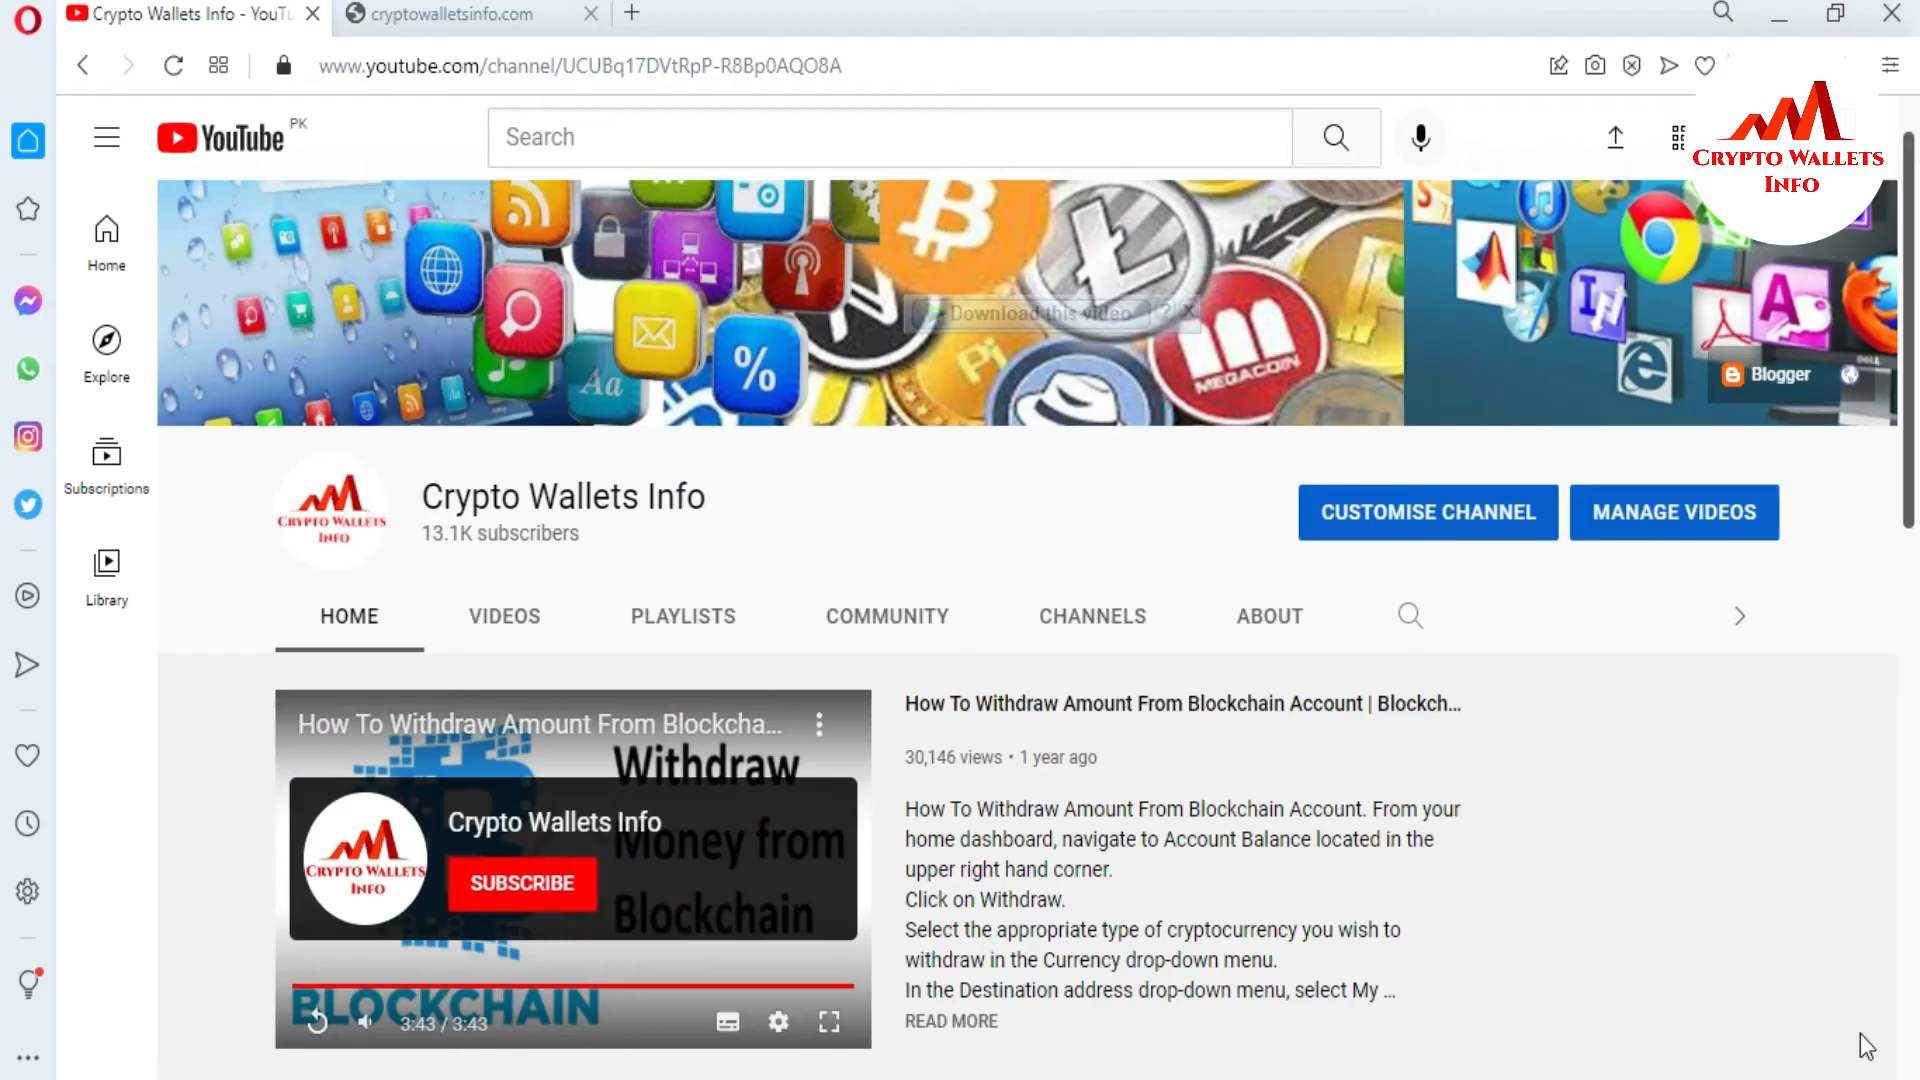 Crypto Wallets Info - YouTu
cryptowalletsinfo.com
www.youtube.com/channel/UCUBq17DVtRpP-R8Bp0AQO8A
YouTube PK
Search
CRYPTO WALLETS
INFO
Home
Explore
Subscriptions
Library
Aa
%
MEGACOIN
Pi
Download this video ? X
DELL
Blogger
CRYPTO WALLETS
INFO
Crypto Wallets Info
13.1K subscribers
CUSTOMISE CHANNEL
MANAGE VIDEOS
HOME
VIDEOS
PLAYLISTS
COMMUNITY
CHANNELS
ABOUT
How To Withdraw Amount From Blockcha...
Withdraw
Money from
Blockchain
CRYPTO WALLETS
INFO
Crypto Wallets Info
SUBSCRIBE
BLOCKCHAIN
3:43 / 3:43
How To Withdraw Amount From Blockchain Account | Blockch...
30,146 views • 1 year ago
How To Withdraw Amount From Blockchain Account. From your
home dashboard, navigate to Account Balance located in the
upper right hand corner.
Click on Withdraw.
Select the appropriate type of cryptocurrency you wish to
withdraw in the Currency drop-down menu.
In the Destination address drop-down menu, select My ...
READ MORE